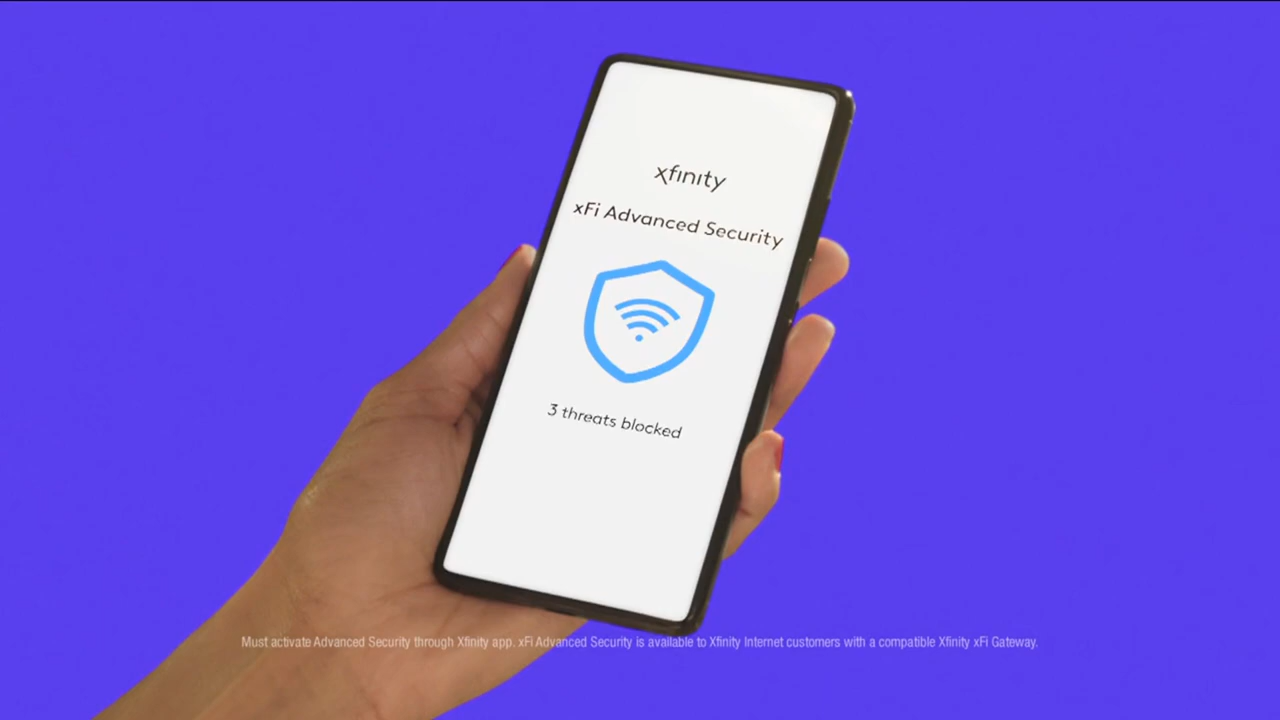 xfinity
xFi Advanced Security
3 threats blocked
Must activate Advanced Security through Xfinity app. xFi Advanced Security is available to Xfinity Internet customers with a compatible Xfinity xFi Gateway.